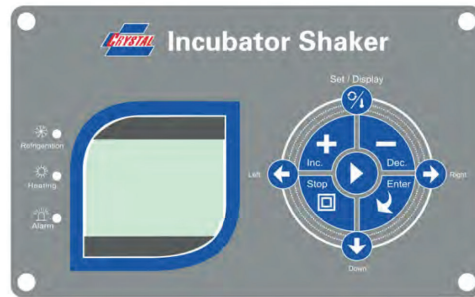 CRYSTAL Incubator Shaker
Set / Display
Refrigeration
Heating
Alarm
Inc.
Dec.
Left
Right
Stop
Enter
Down